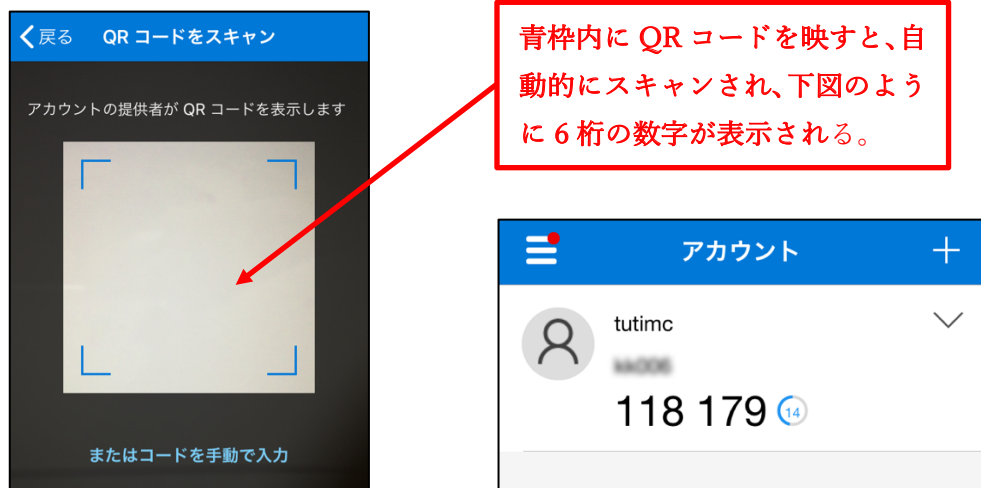 戻る QR コードをスキャン
アカウントの提供者が QR コードを表示します
またはコードを手動で入力
青枠内に QR コードを映すと、自
動的にスキャンされ、下図のよう
に 6 桁の数字が表示される。
アカウント
tutimc
118 179 14